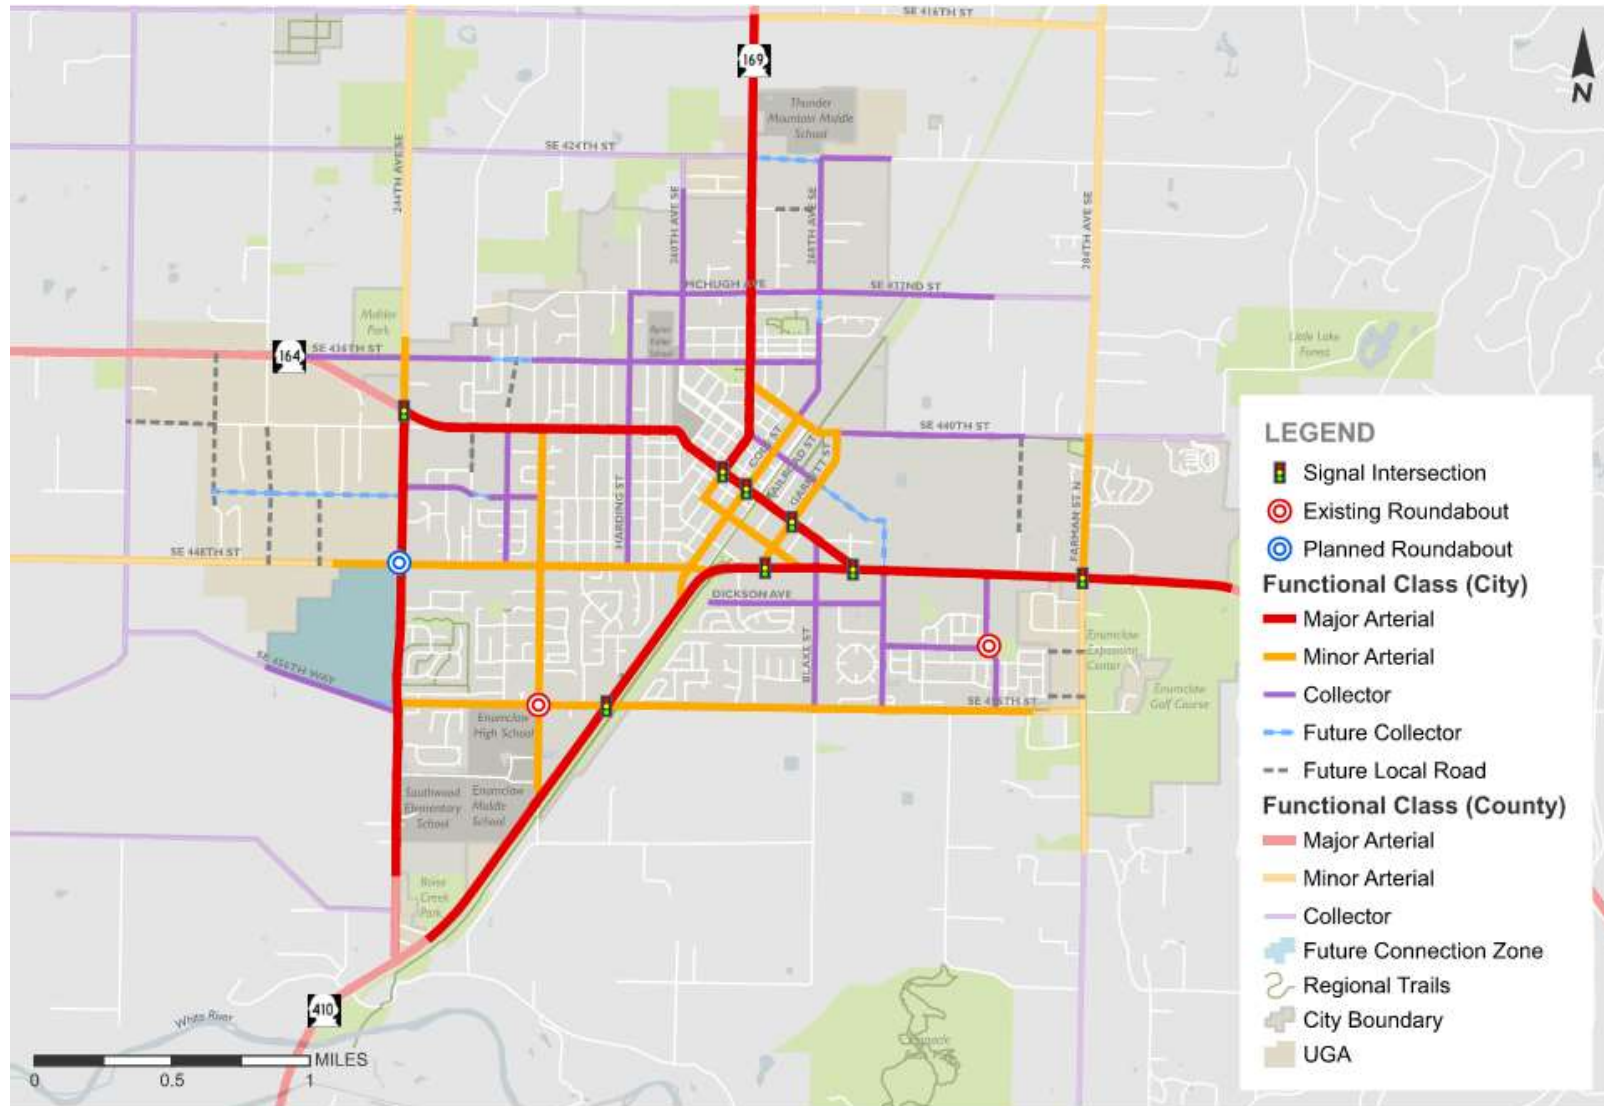 SE 416TH ST
169
N
Thunder
Mountain Middle
School
SE 424TH ST
244TH AVE SE
260TH AVE SE
268TH AVE SE
284TH AVE SE
MCHUGH AVE
SE 432ND ST
Mahler
Park
164
SE 436TH ST
Little Lake
Forest
SE 440TH ST
COLE ST
RAILROAD ST
GARRETT ST
HARDING ST
FARMAN ST N
SE 448TH ST
DICKSON AVE
BLAKE ST
SE 456TH WAY
SE 456TH ST
Enumclaw
Expansion
Center
Enumclaw
Golf Course
Enumclaw
High School
Southwood
Elementary
School
Enumclaw
Middle
School
Boise
Creek
Park
410
White River
MILES
0
0.5
1
LEGEND
Signal Intersection
Existing Roundabout
Planned Roundabout
Functional Class (City)
Major Arterial
Minor Arterial
Collector
Future Collector
Future Local Road
Functional Class (County)
Major Arterial
Minor Arterial
Collector
Future Connection Zone
Regional Trails
City Boundary
UGA